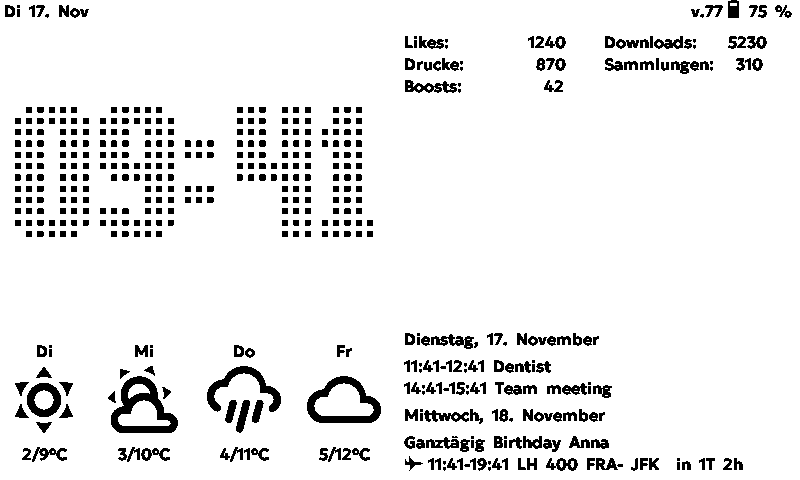 Di 17. Nov
v.77 75 %
Likes: 1240 Downloads: 5230
Drucke: 870 Sammlungen: 310
Boosts: 42
09:41
Di Mi Do Fr
2/9°C 3/10°C 4/11°C 5/12°C
Dienstag, 17. November
11:41-12:41 Dentist
14:41-15:41 Team meeting
Mittwoch, 18. November
Ganztägig Birthday Anna
11:41-19:41 LH 400 FRA- JFK in 1T 2h